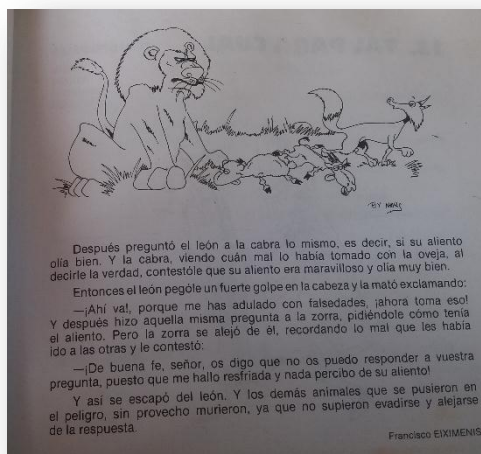 Después preguntó el león a la cabra lo mismo, es decir, si su aliento
olía bien. Y la cabra, viendo cuán mal lo había tomado con la oveja, al
decirle la verdad, contestóle que su aliento era maravilloso y olía muy bien.
Entonces el león pególe un fuerte golpe en la cabeza y la mató exclamando:
—¡Ahí va!, porque me has adulado con falsedades, ¡ahora toma eso!
Y después hizo aquella misma pregunta a la zorra, pidiéndole cómo tenía
el aliento. Pero la zorra se alejó de él, recordando lo mal que les había
ido a las otras y le contestó:
—¡De buena fe, señor, os digo que no os puedo responder a vuestra
pregunta, puesto que me hallo resfriada y nada percibo de su aliento!
Y así se escapó del león. Y los demás animales que se pusieron en
el peligro, sin provecho murieron, ya que no supieron evadirse y alejarse
de la respuesta.
Francisco EIXIMENIS